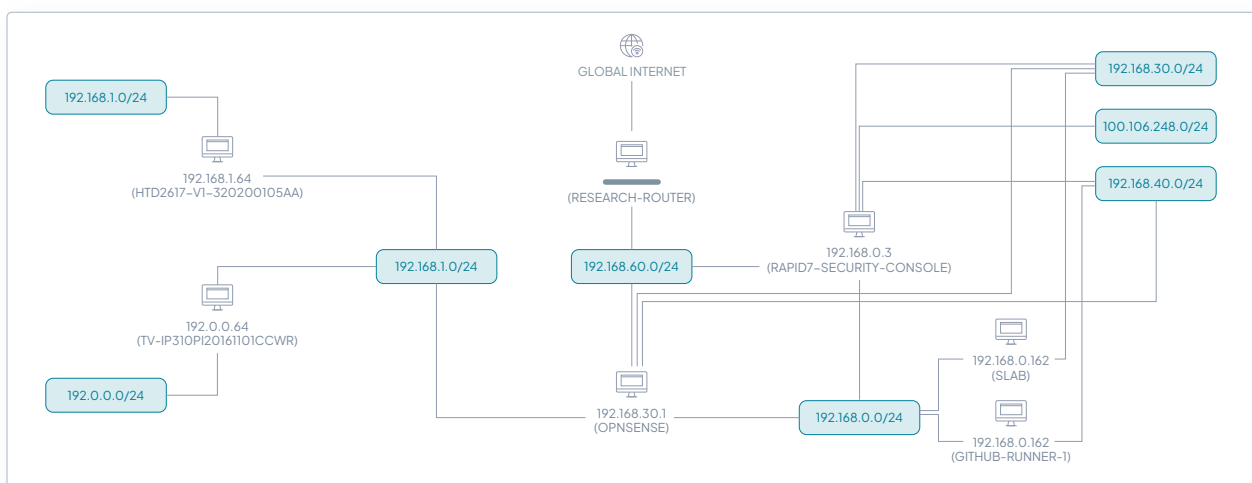 GLOBAL INTERNET
192.168.30.0/24
192.168.1.0/24
100.106.248.0/24
192.168.1.64
(HTD2617-V1-320200105AA)
(RESEARCH-ROUTER)
192.168.40.0/24
192.168.1.0/24
192.168.60.0/24
192.168.0.3
(RAPID7-SECURITY-CONSOLE)
192.0.0.64
(TV-IP310PI20161101CCWR)
192.168.0.162
(SLAB)
192.0.0.0/24
192.168.30.1
(OPNSENSE)
192.168.0.0/24
192.168.0.162
(GITHUB-RUNNER-1)